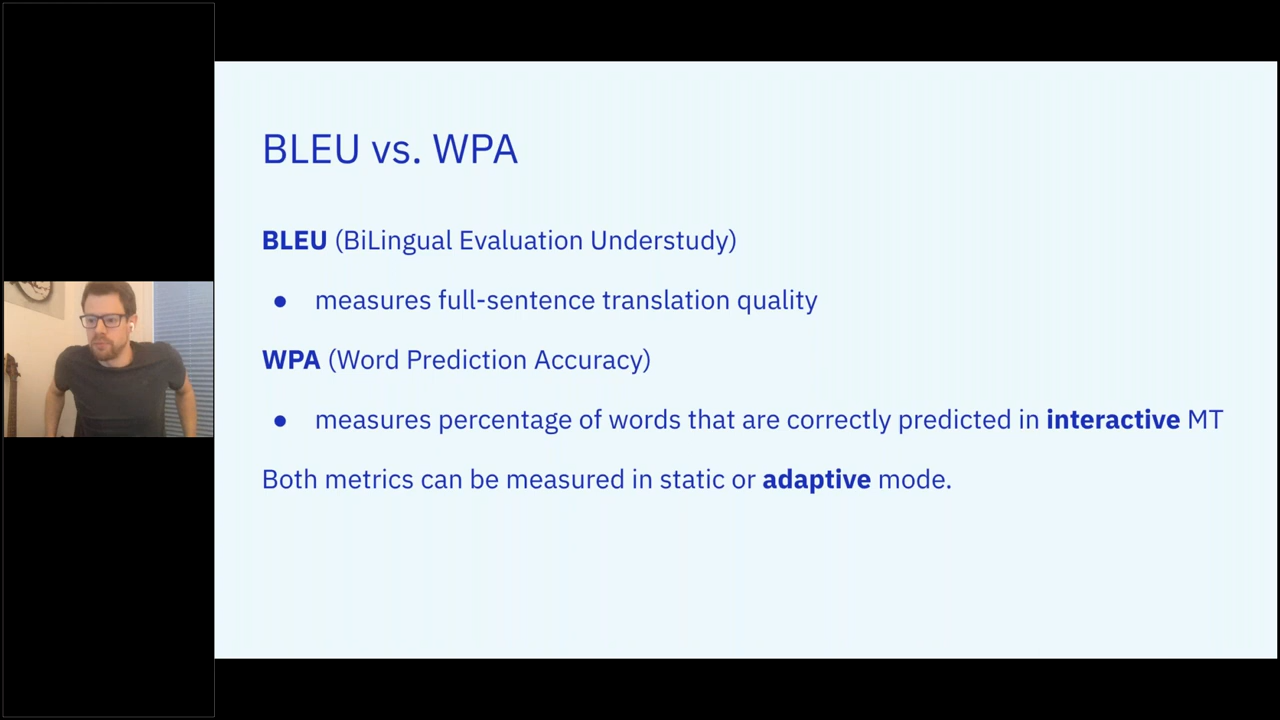 BLEU vs. WPA
BLEU (BiLingual Evaluation Understudy)
● measures full-sentence translation quality
WPA (Word Prediction Accuracy)
● measures percentage of words that are correctly predicted in interactive MT
Both metrics can be measured in static or adaptive mode.